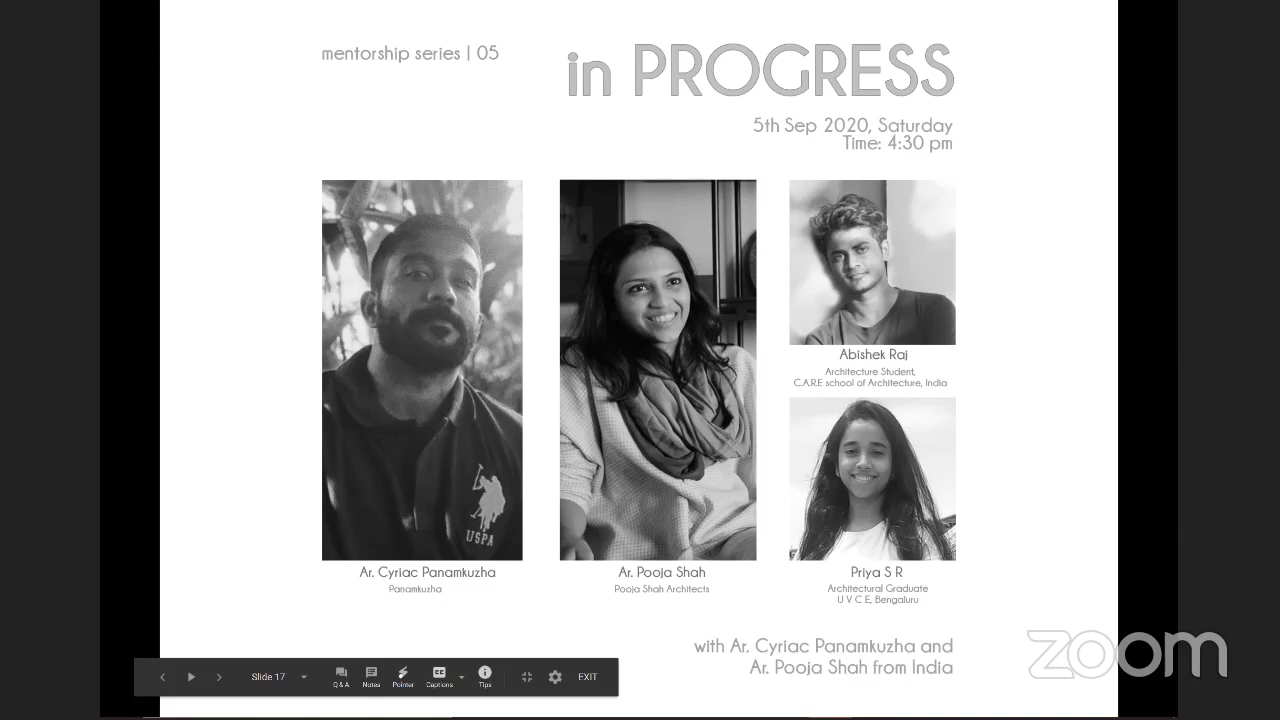 mentorship series | 05
in PROGRESS
5th Sep 2020, Saturday
Time: 4:30 pm
USPA
Ar. Cyriac Panamkuzha
Panamkuzha
Ar. Pooja Shah
Pooja Shah Architects
Abishek Raj
Architecture Student,
C.A.R.E school of Architecture, India
Priya S R
Architectural Graduate
U V C E, Bengaluru
with Ar. Cyriac Panamkuzha and
Ar. Pooja Shah from India
Slide 17
Q & A
Notes
Pointer
CC
Captions
Tips
EXIT
zoom